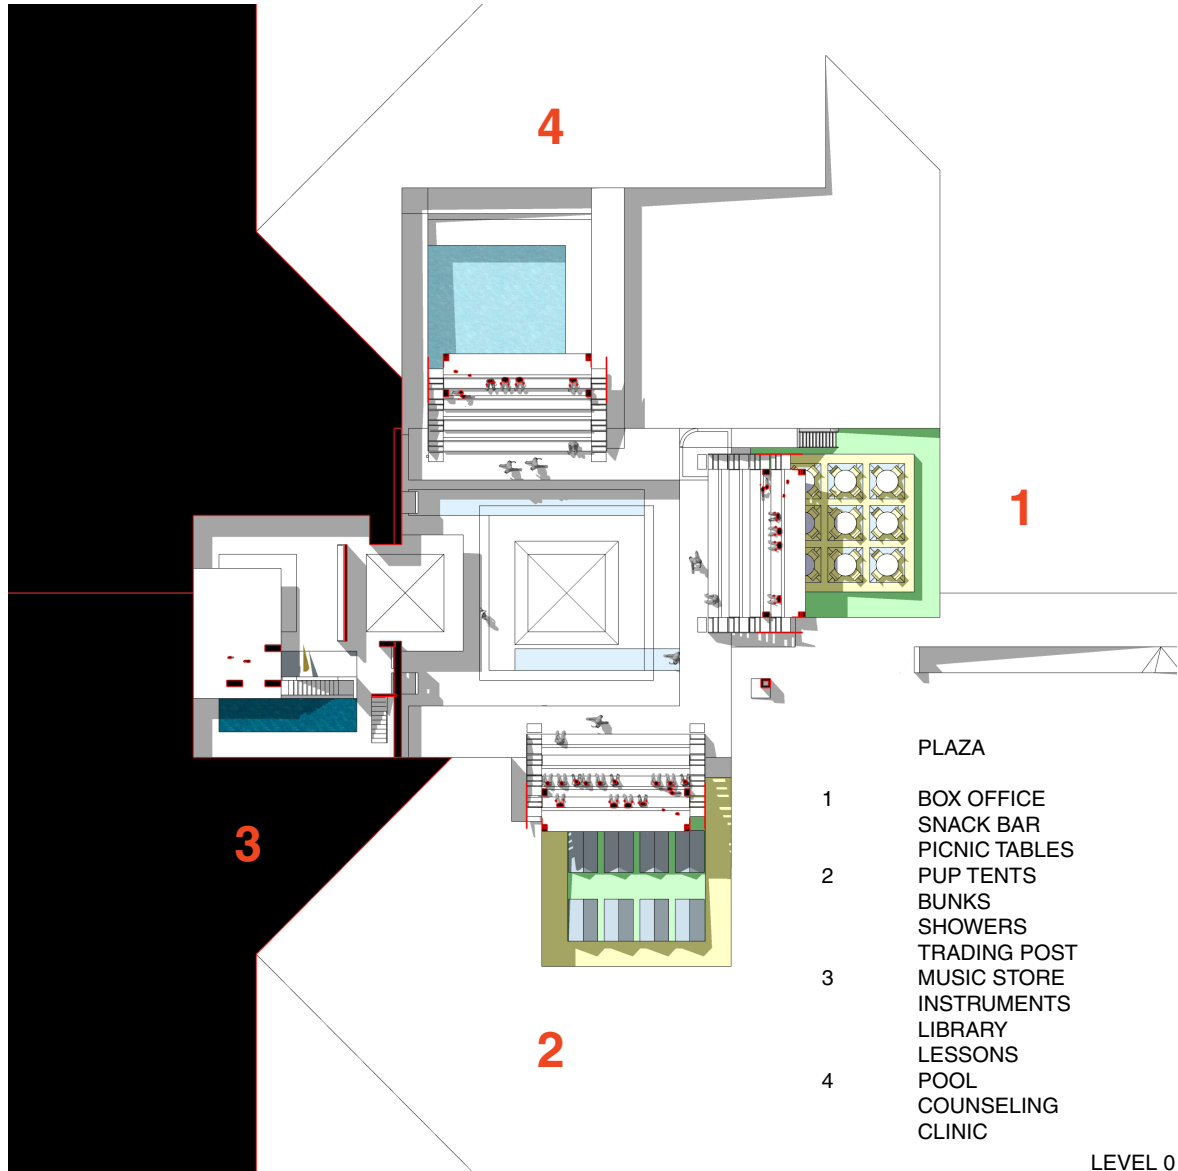 4
1
3
2
PLAZA
1 BOX OFFICE
SNACK BAR
PICNIC TABLES
2 PUP TENTS
BUNKS
SHOWERS
TRADING POST
3 MUSIC STORE
INSTRUMENTS
LIBRARY
LESSONS
4 POOL
COUNSELING
CLINIC
LEVEL 0